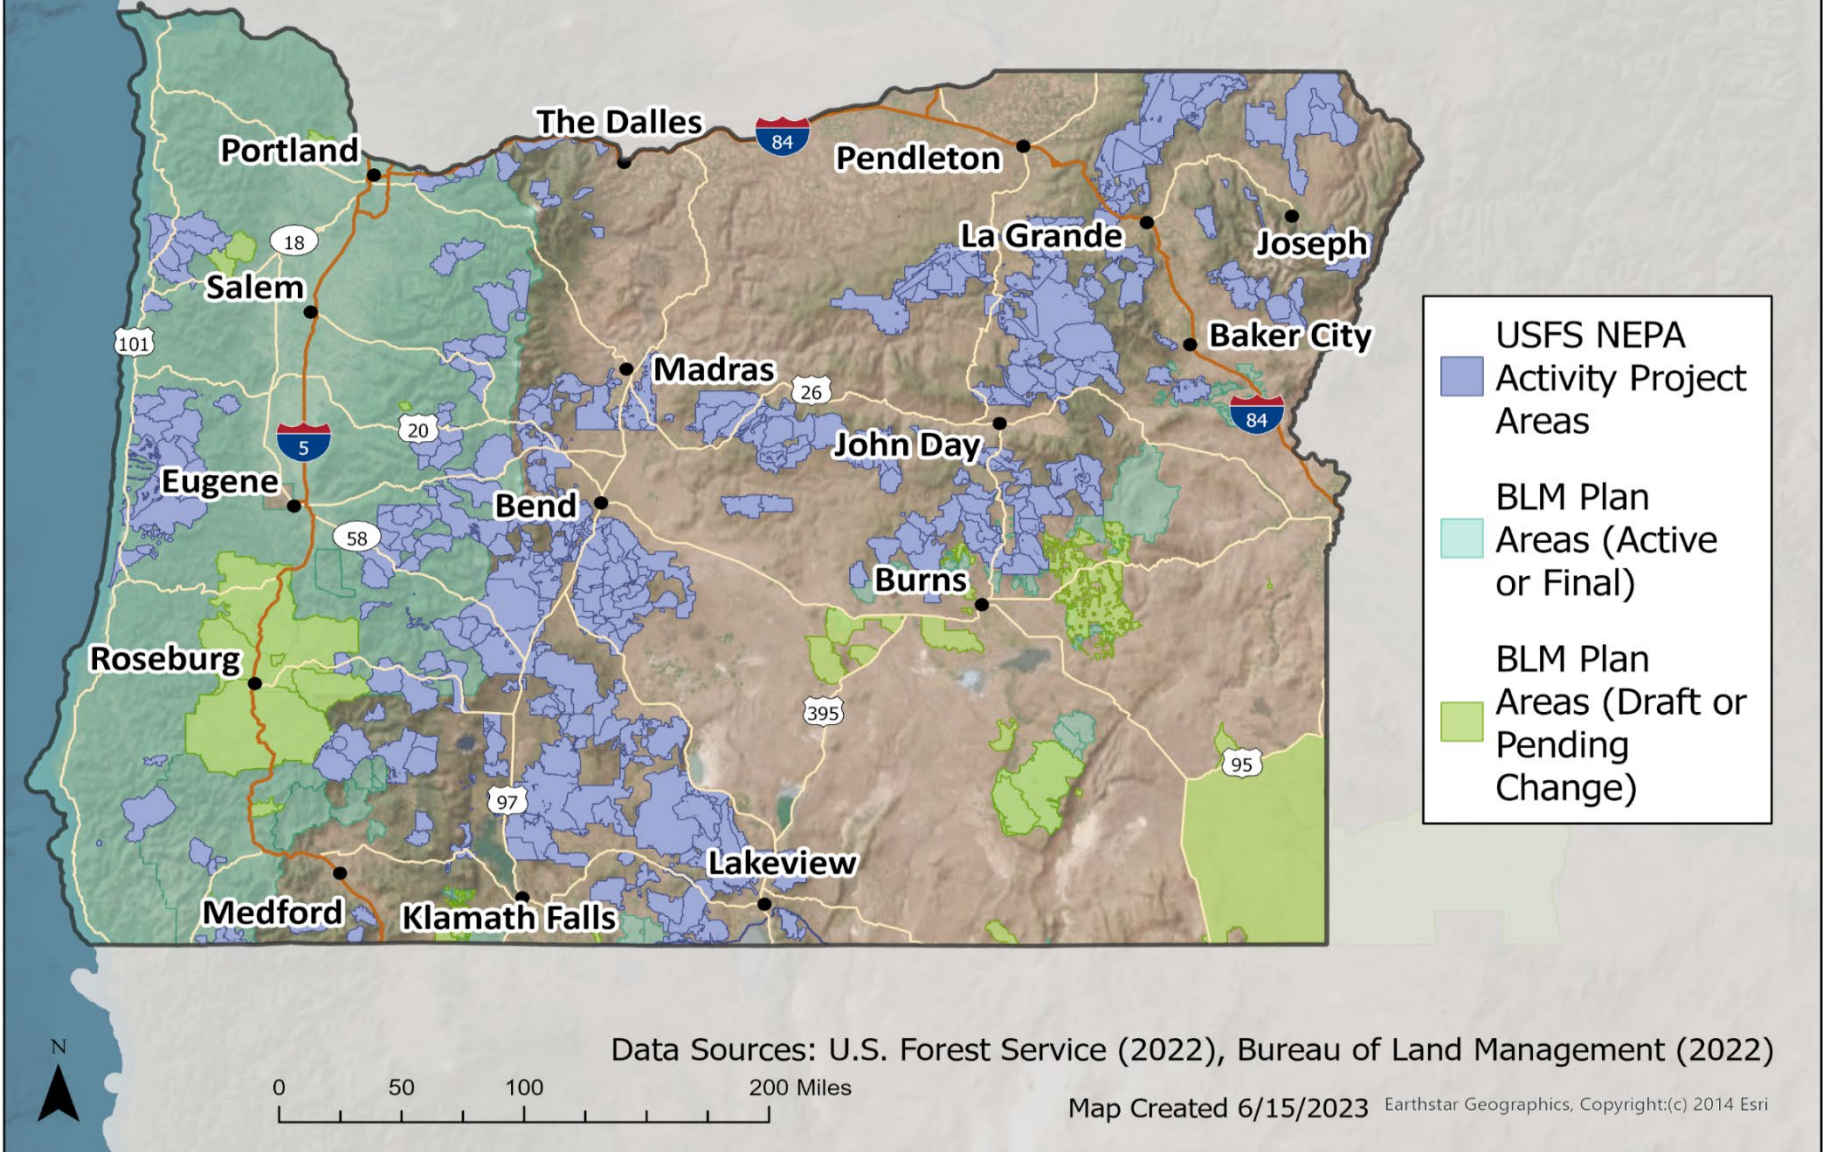 The Dalles
84
Portland
Pendleton
18
La Grande
Joseph
Salem
101
Baker City
Madras
26
84
20
5
John Day
Eugene
Bend
58
Burns
Roseburg
395
95
97
Lakeview
Medford
Klamath Falls
USFS NEPA
Activity Project
Areas
BLM Plan
Areas (Active
or Final)
BLM Plan
Areas (Draft or
Pending
Change)
N
0 50 100 200 Miles
Data Sources: U.S. Forest Service (2022), Bureau of Land Management (2022)
Map Created 6/15/2023
Earthstar Geographics, Copyright:(c) 2014 Esri